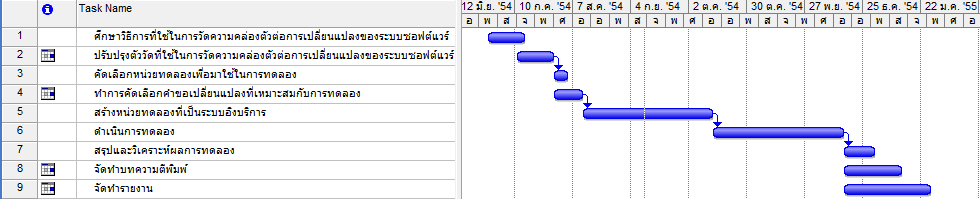 Task Name
12 มิ.ย. '54 10 ก.ค. '54 7 ส.ค. '54 4 ก.ย. '54 2 ต.ค. '54 30 ต.ค. '54 27 พ.ย. '54 25 ธ.ค. '54 22 ม.ค. '55
อ พ ส จ พ ศ อ อ พ ส จ พ ศ อ อ พ ส จ พ ศ อ อ พ ส จ พ ศ อ อ พ ส จ พ ศ
1 ศึกษาวิธีการที่ใช้ในการวัดความคล่องตัวต่อการเปลี่ยนแปลงของระบบซอฟต์แวร์
2 ปรับปรุงตัววัดที่ใช้ในการวัดความคล่องตัวต่อการเปลี่ยนแปลงของระบบซอฟต์แวร์
3 คัดเลือกหน่วยทดลองเพื่อมาใช้ในการทดลอง
4 ทำการคัดเลือกคำขอเปลี่ยนแปลงที่เหมาะสมกับการทดลอง
5 สร้างหน่วยทดลองที่เป็นระบบอิงบริการ
6 ดำเนินการทดลอง
7 สรุปและวิเคราะห์ผลการทดลอง
8 จัดทำบทความตีพิมพ์
9 จัดทำรายงาน